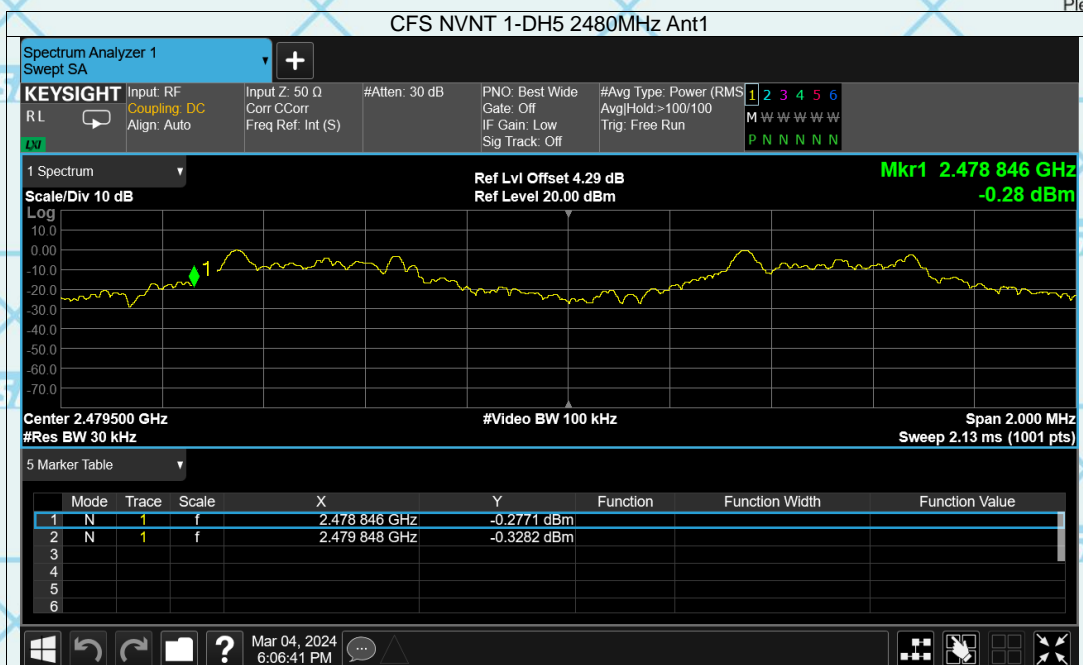 Ple
CFS NVNT 1-DH5 2480MHz Ant1
Spectrum Analyzer 1
Swept SA
+
KEYSIGHT Input: RF Input Z: 50 Ω #Atten: 30 dB PNO: Best Wide #Avg Type: Power (RMS 1 2 3 4 5 6
RL Coupling: DC Corr CCorr Gate: Off Avg|Hold:>100/100 M W W W W W
Align: Auto Freq Ref: Int (S) IF Gain: Low Trig: Free Run
LXI Sig Track: Off P N N N N N
1 Spectrum Ref Lvl Offset 4.29 dB Mkr1 2.478 846 GHz
Scale/Div 10 dB Ref Level 20.00 dBm -0.28 dBm
Log
10.0
0.00
-10.0
1
-20.0
-30.0
-40.0
-50.0
-60.0
-70.0
Center 2.479500 GHz #Video BW 100 kHz Span 2.000 MHz
#Res BW 30 kHz Sweep 2.13 ms (1001 pts)
5 Marker Table
Mode Trace Scale X Y Function Function Width Function Value
1 N 1 f 2.478 846 GHz -0.2771 dBm
2 N 1 f 2.479 848 GHz -0.3282 dBm
3
4
5
6
? Mar 04, 2024
6:06:41 PM